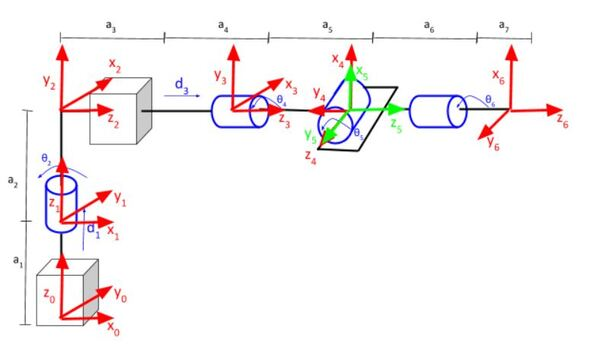 a₃ a₄ a₅ a₆ a₇
x₄
x₂ x₅ x₆
y₂ d₃ y₃ x₃
θ₄ y₄ θ₆
z₂ z₃ z₅ z₆
y₅ θ₅ y₆
z₄
θ₂
a₂
z₁ y₁
d₁ x₁
a₁
z₀ y₀
x₀